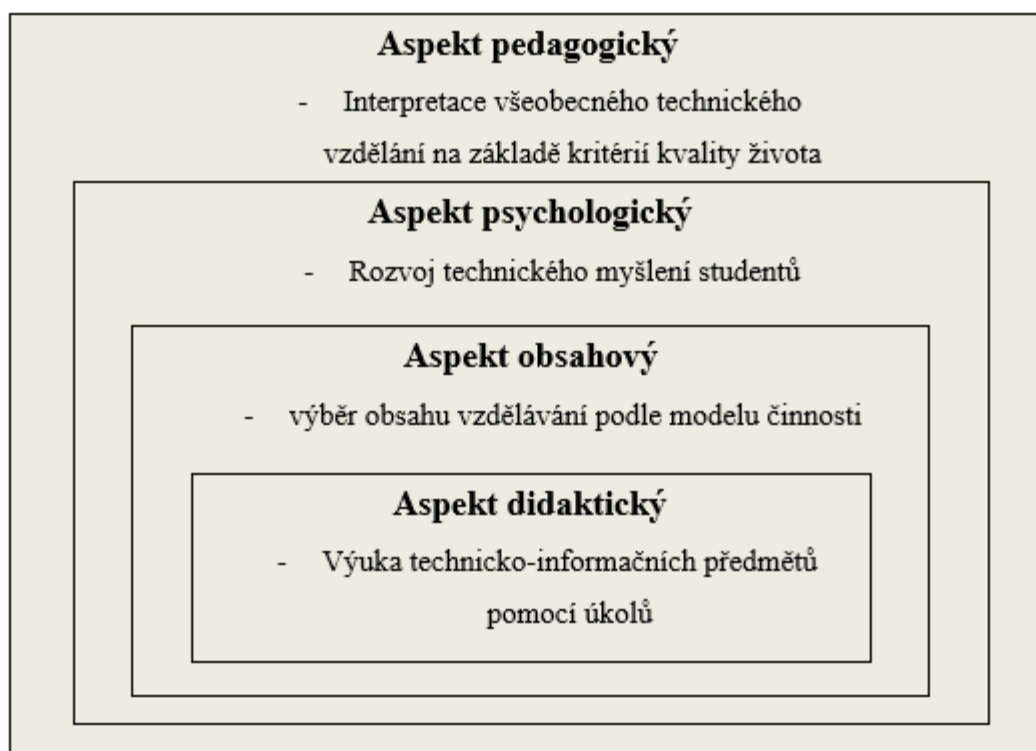 Aspekt pedagogický
- Interpretace všeobecného technického
vzdělání na základě kritérií kvality života
Aspekt psychologický
- Rozvoj technického myšlení studentů
Aspekt obsahový
- výběr obsahu vzdělávání podle modelu činnosti
Aspekt didaktický
- Výuka technicko-informačních předmětů
pomocí úkolů